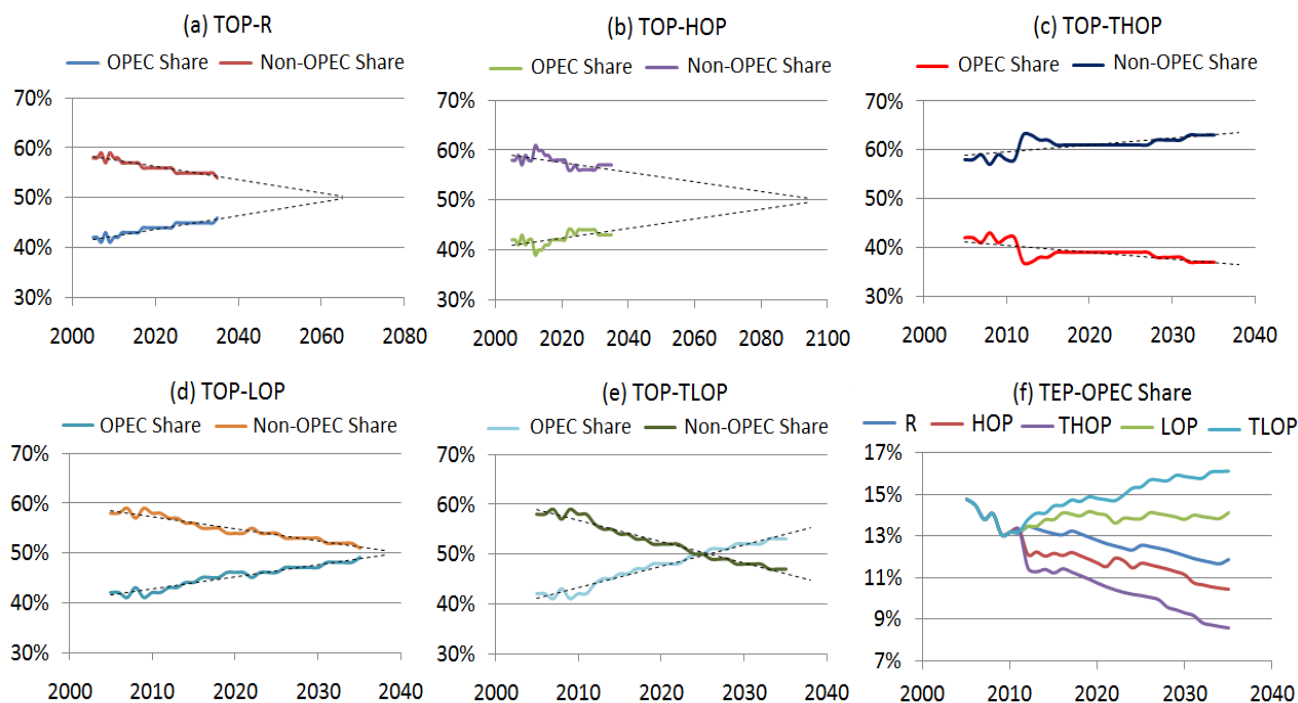 (a) TOP-R
OPEC Share Non-OPEC Share
70%
60%
50%
40%
30%
2000 2020 2040 2060 2080
(b) TOP-HOP
OPEC Share Non-OPEC Share
70%
60%
50%
40%
30%
2000 2020 2040 2060 2080 2100
(c) TOP-THOP
OPEC Share Non-OPEC Share
70%
60%
50%
40%
30%
2000 2010 2020 2030 2040
(d) TOP-LOP
OPEC Share Non-OPEC Share
70%
60%
50%
40%
30%
2000 2010 2020 2030 2040
(e) TOP-TLOP
OPEC Share Non-OPEC Share
70%
60%
50%
40%
30%
2000 2010 2020 2030 2040
(f) TEP-OPEC Share
R HOP THOP LOP TLOP
17%
15%
13%
11%
9%
7%
2000 2010 2020 2030 2040